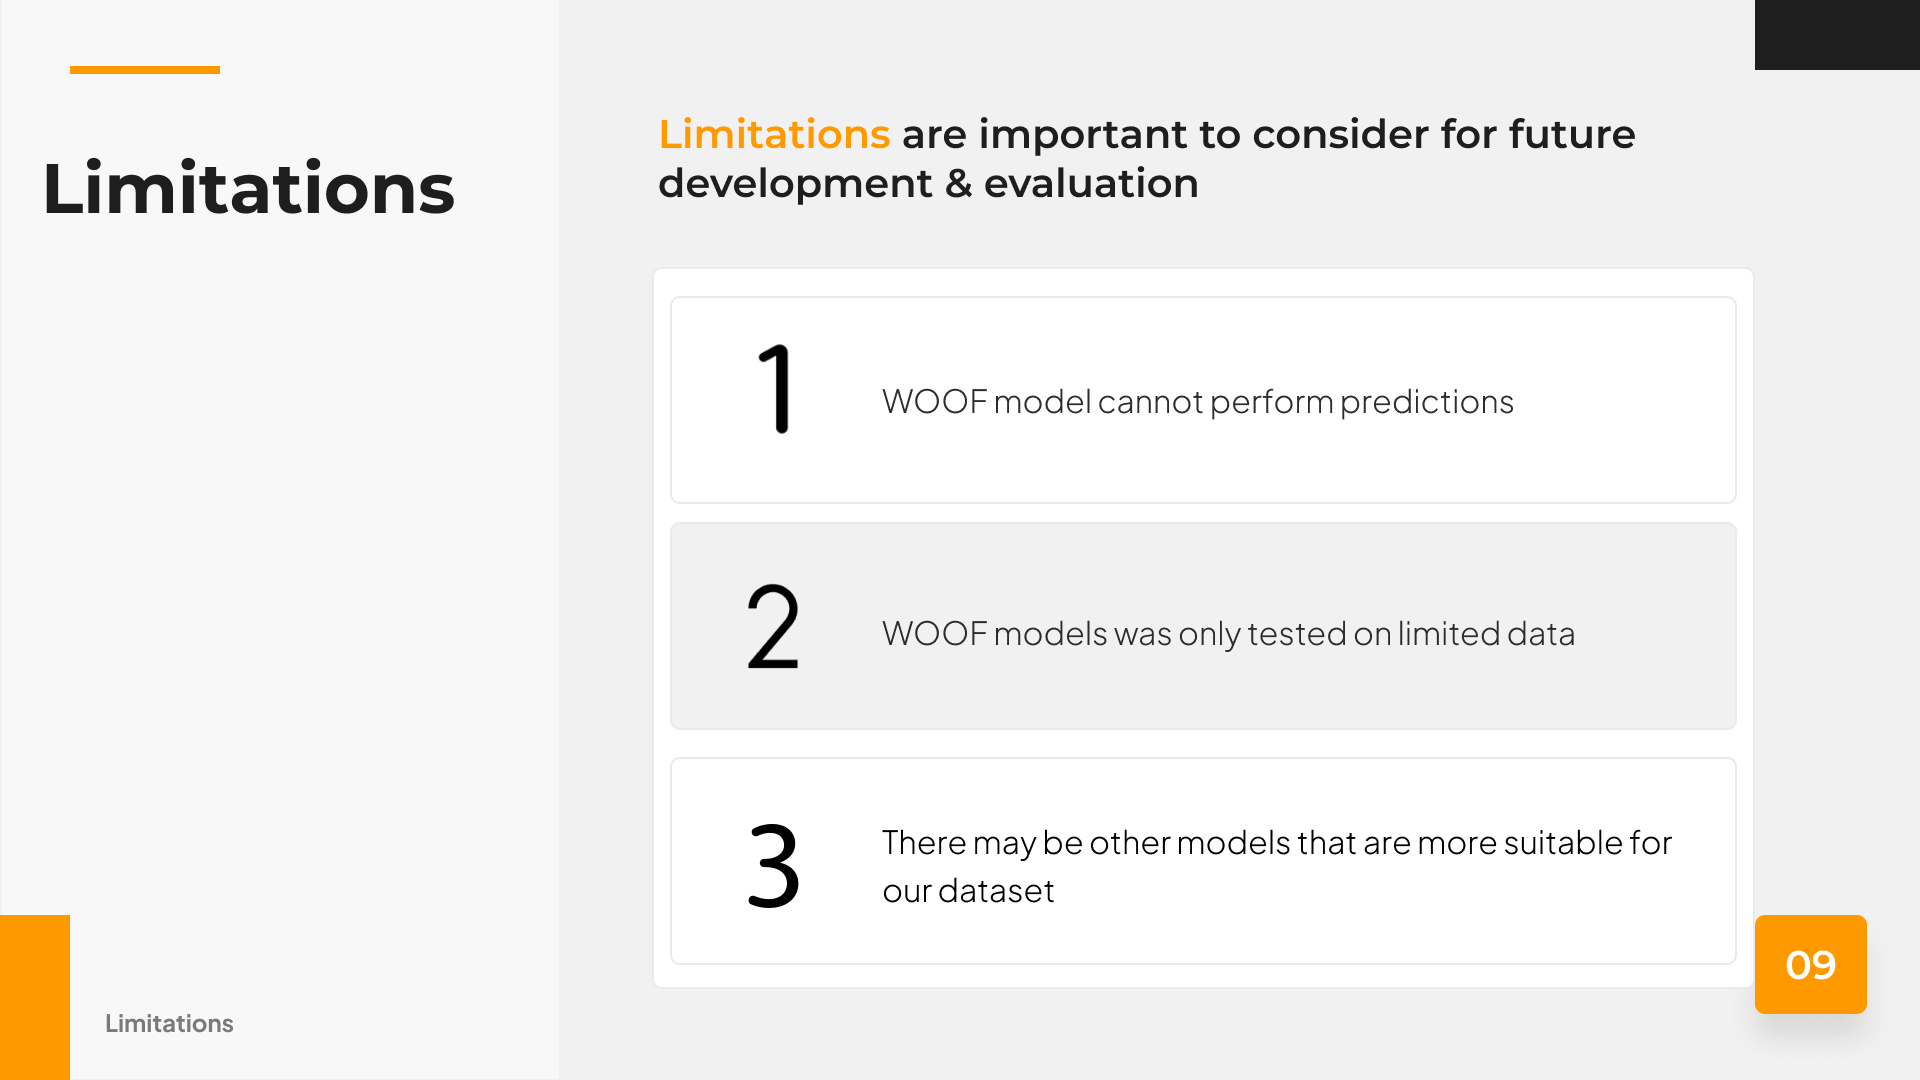 Limitations
Limitations are important to consider for future
development & evaluation
1
WOOF model cannot perform predictions
2
WOOF models was only tested on limited data
3
There may be other models that are more suitable for
our dataset
09
Limitations